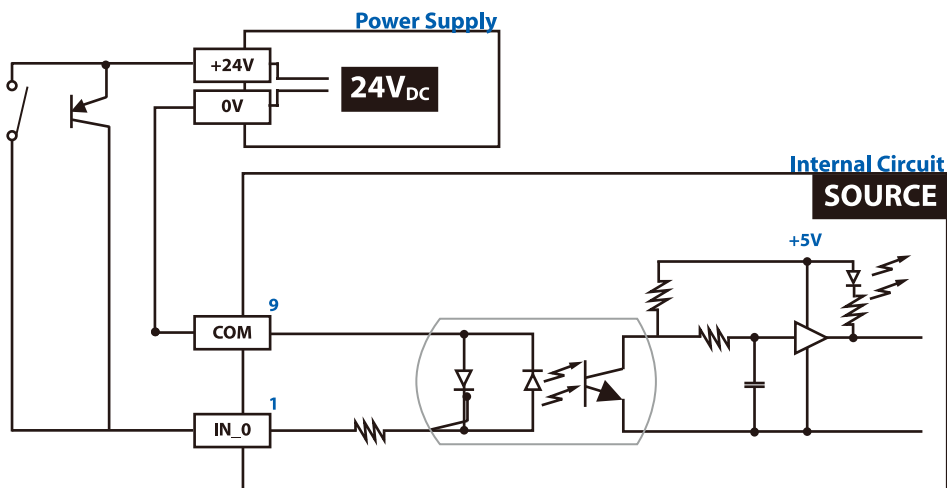 Power Supply
+24V
24VDC
0V
Internal Circuit
SOURCE
+5V
9
COM
1
IN_0